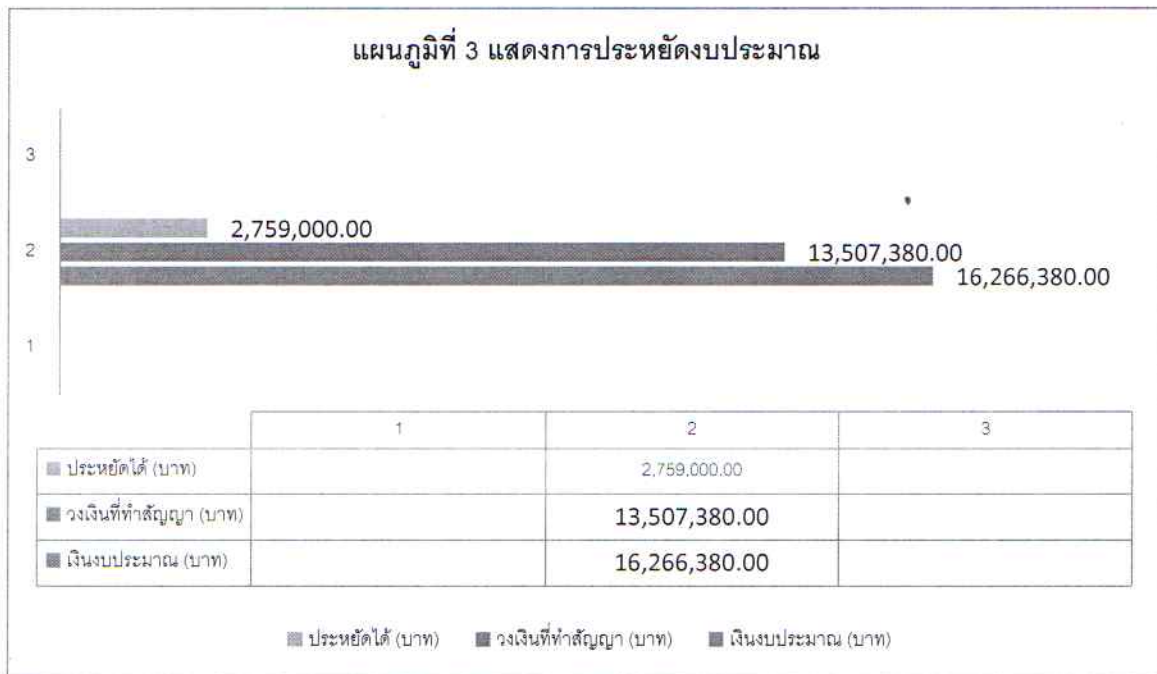 แผนภูมิที่ 3 แสดงการประหยัดงบประมาณ
3
2,759,000.00
2
13,507,380.00
16,266,380.00
1
1 2 3
ประหยัดได้ (บาท) 2,759,000.00
วงเงินที่ทำสัญญา (บาท) 13,507,380.00
เงินงบประมาณ (บาท) 16,266,380.00
ประหยัดได้ (บาท) วงเงินที่ทำสัญญา (บาท) เงินงบประมาณ (บาท)